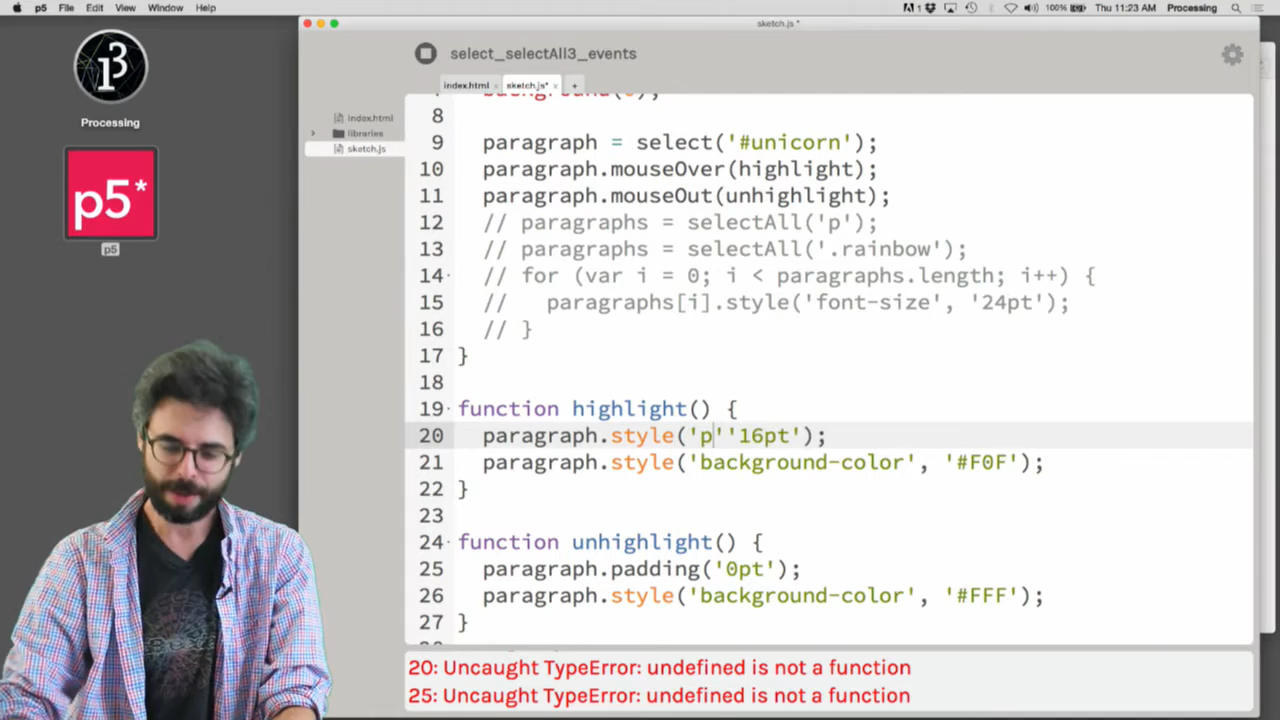 p5 File Edit View Window Help
1 100% Thu 11:23 AM Processing
sketch.js *
select_selectAll3_events
index.html × sketch.js* × +
index.html
libraries
sketch.js
Processing
p5*
p5
background(0);
8
9 paragraph = select('#unicorn');
10 paragraph.mouseOver(highlight);
11 paragraph.mouseOut(unhighlight);
12 // paragraphs = selectAll('p');
13 // paragraphs = selectAll('.rainbow');
14 // for (var i = 0; i < paragraphs.length; i++) {
15 // paragraphs[i].style('font-size', '24pt');
16 // }
17 }
18
19 function highlight() {
20 paragraph.style('p''16pt');
21 paragraph.style('background-color', '#F0F');
22 }
23
24 function unhighlight() {
25 paragraph.padding('0pt');
26 paragraph.style('background-color', '#FFF');
27 }
20: Uncaught TypeError: undefined is not a function
25: Uncaught TypeError: undefined is not a function